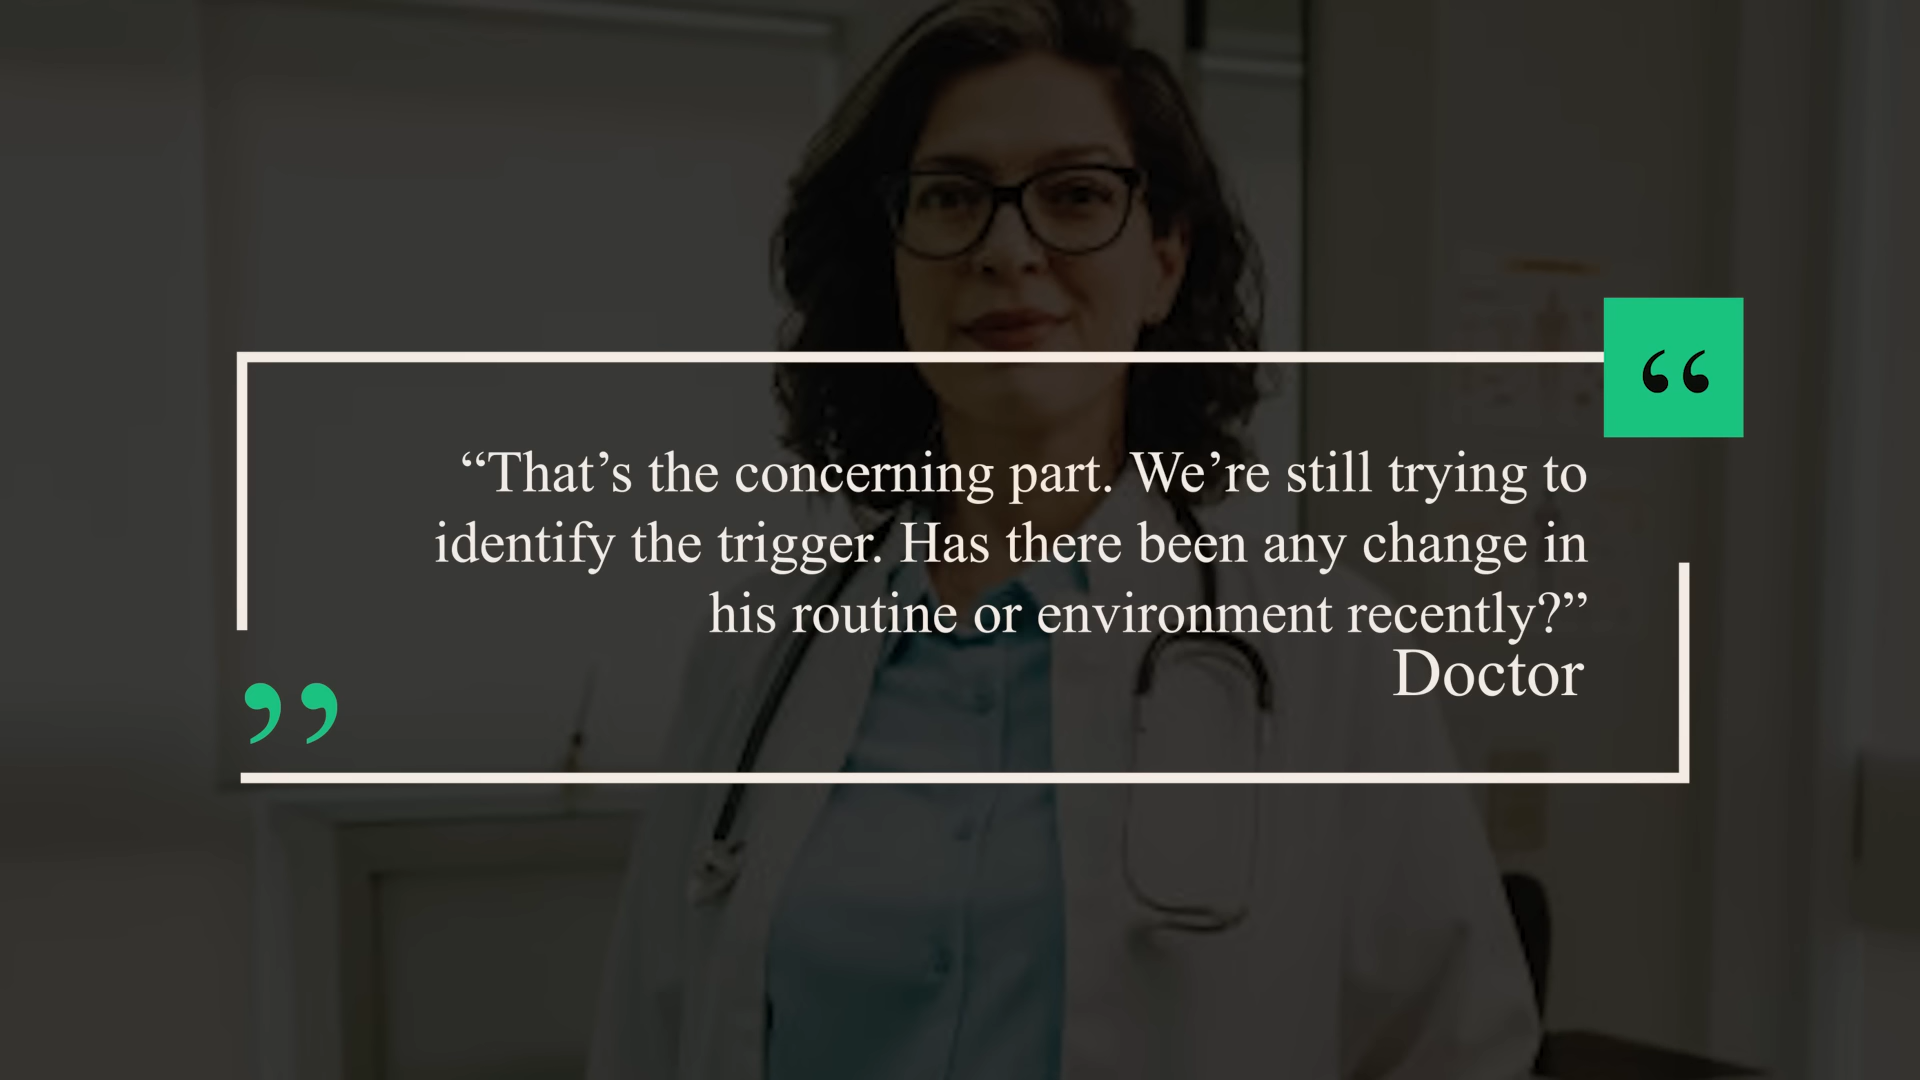 “
“That’s the concerning part. We’re still trying to
identify the trigger. Has there been any change in
his routine or environment recently?”
Doctor
”